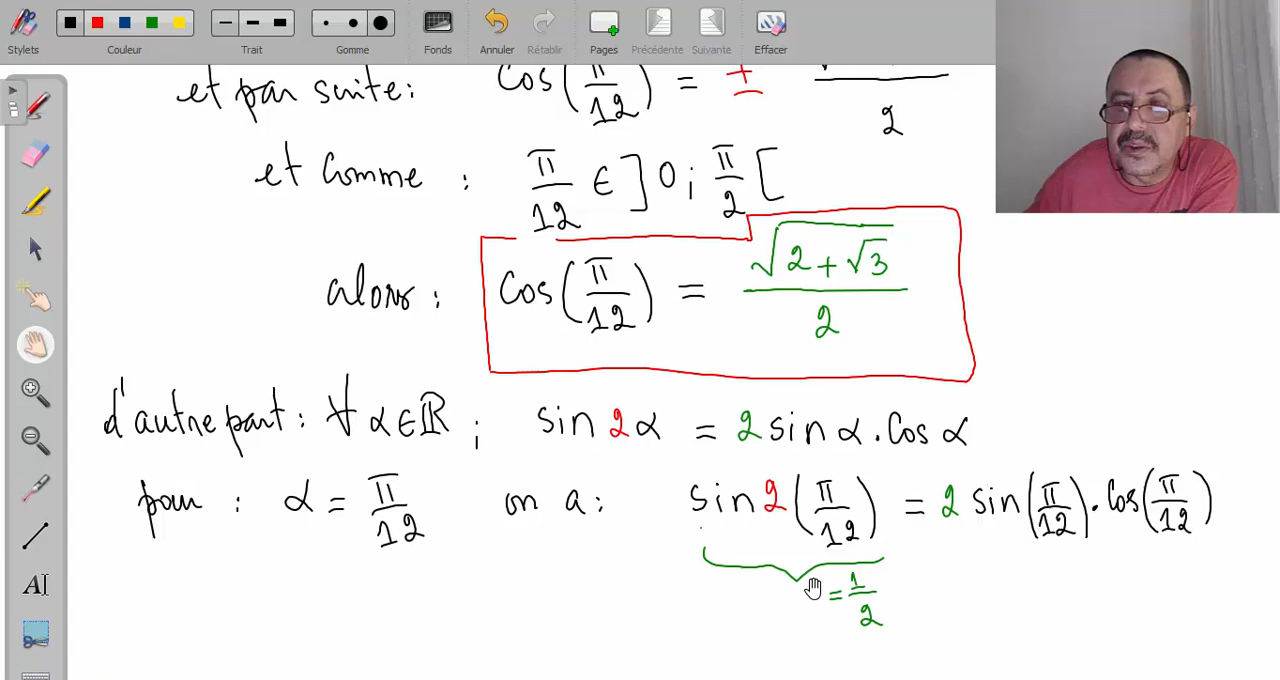 Stylets Couleur Trait Gomme Fonds Annuler Rétablir Pages Précédente Suivante Effacer
et par suite: Cos(π/12) = ± 2
et comme : π/12 ∈ ]0; π/2[
alors: Cos(π/12) = √(2+√3)/2
d'autre part: ∀ α∈ℝ ; sin 2α = 2 sin α . Cos α
pour : α = π/12 on a: sin 2(π/12) = 2 sin(π/12) . Cos(π/12)
= 1/2
AI